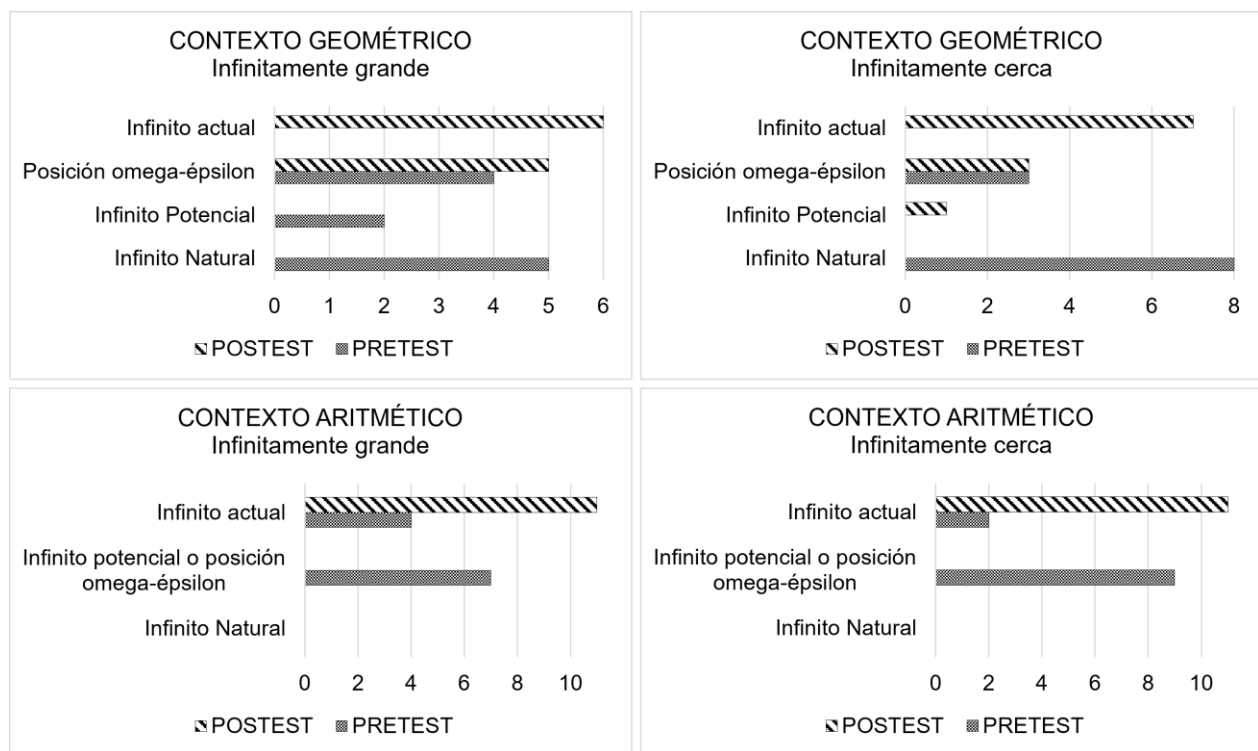 CONTEXTO GEOMÉTRICO
Infinitamente grande
Infinito actual
Posición omega-épsilon
Infinito Potencial
Infinito Natural
0 1 2 3 4 5 6
POSTEST PRETEST
CONTEXTO GEOMÉTRICO
Infinitamente cerca
Infinito actual
Posición omega-épsilon
Infinito Potencial
Infinito Natural
0 2 4 6 8
POSTEST PRETEST
CONTEXTO ARITMÉTICO
Infinitamente grande
Infinito actual
Infinito potencial o posición
omega-épsilon
Infinito Natural
0 2 4 6 8 10
POSTEST PRETEST
CONTEXTO ARITMÉTICO
Infinitamente cerca
Infinito actual
Infinito potencial o posición
omega-épsilon
Infinito Natural
0 2 4 6 8 10
POSTEST PRETEST